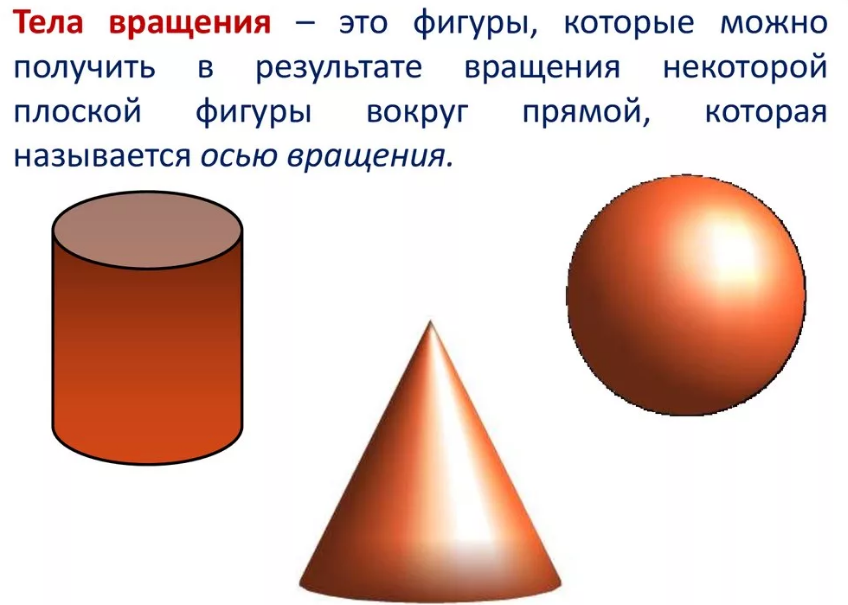 Тела вращения – это фигуры, которые можно
получить в результате вращения некоторой
плоской фигуры вокруг прямой, которая
называется осью вращения.